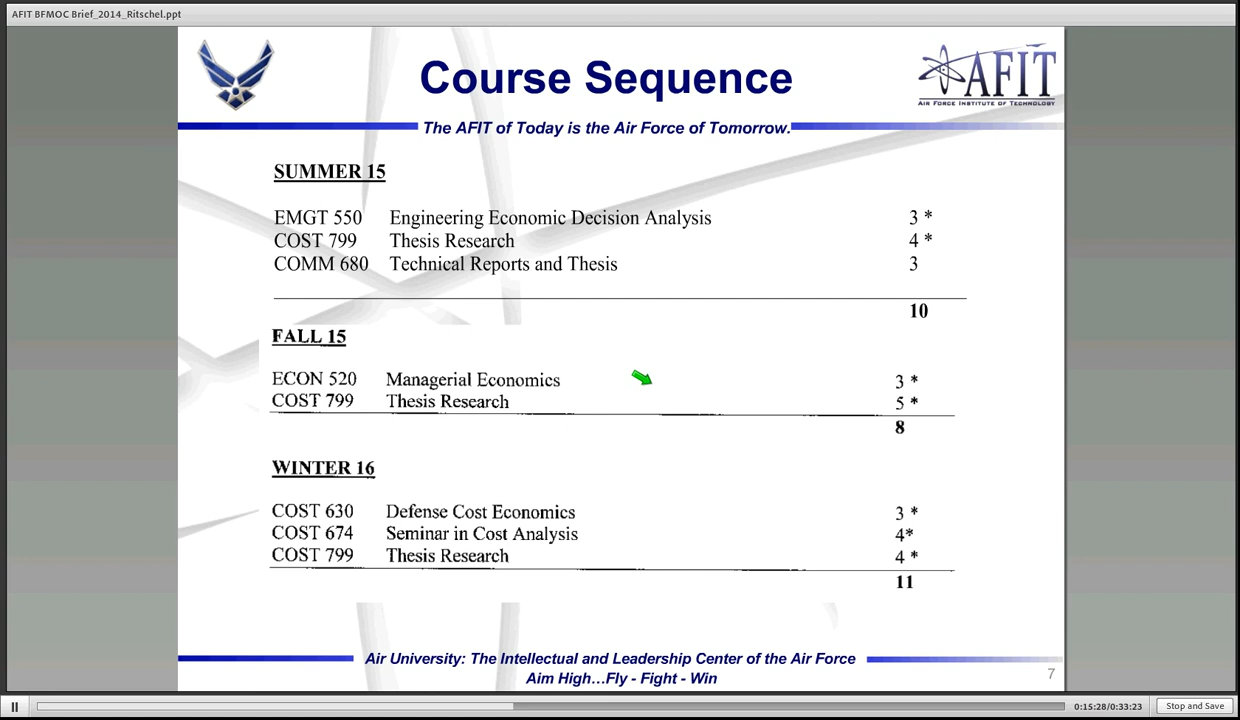 AFIT BFMOC Brief_2014_Ritschel.ppt
Course Sequence
AFIT
AIR FORCE INSTITUTE OF TECHNOLOGY
The AFIT of Today is the Air Force of Tomorrow.
SUMMER 15
EMGT 550 Engineering Economic Decision Analysis 3 *
COST 799 Thesis Research 4 *
COMM 680 Technical Reports and Thesis 3
10
FALL 15
ECON 520 Managerial Economics 3 *
COST 799 Thesis Research 5 *
8
WINTER 16
COST 630 Defense Cost Economics 3 *
COST 674 Seminar in Cost Analysis 4*
COST 799 Thesis Research 4 *
11
Air University: The Intellectual and Leadership Center of the Air Force
Aim High…Fly - Fight - Win
7
0:15:28/0:33:23
Stop and Save